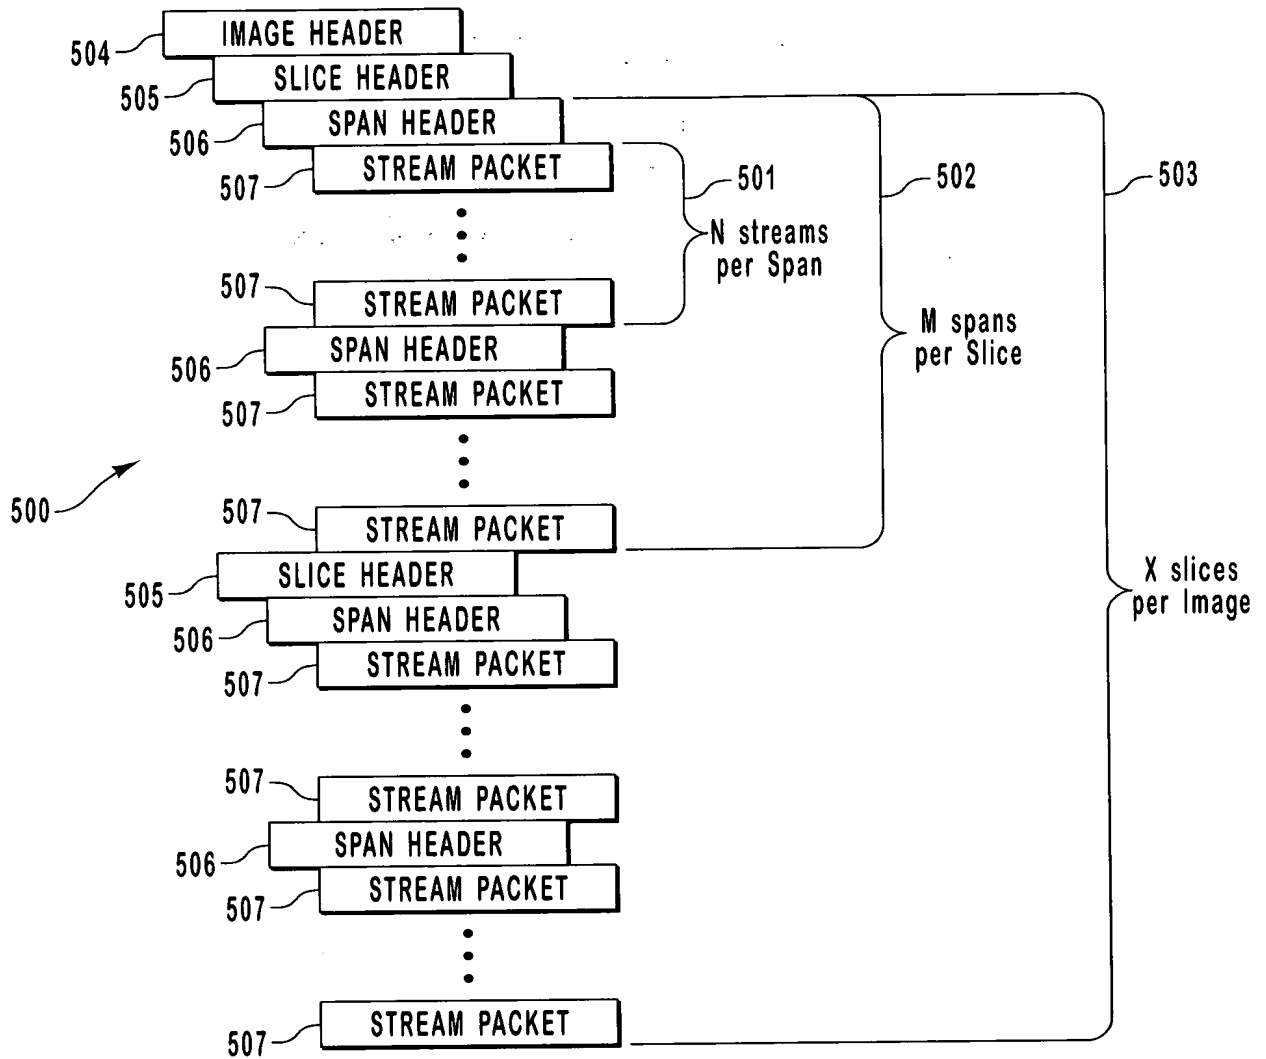 IMAGE HEADER
504
SLICE HEADER
505
SPAN HEADER
506
STREAM PACKET
507
501
502
503
N streams
per Span
507
STREAM PACKET
M spans
per Slice
SPAN HEADER
506
STREAM PACKET
507
500
507
STREAM PACKET
SLICE HEADER
505
X slices
per Image
SPAN HEADER
506
STREAM PACKET
507
507
STREAM PACKET
SPAN HEADER
506
STREAM PACKET
507
STREAM PACKET
507